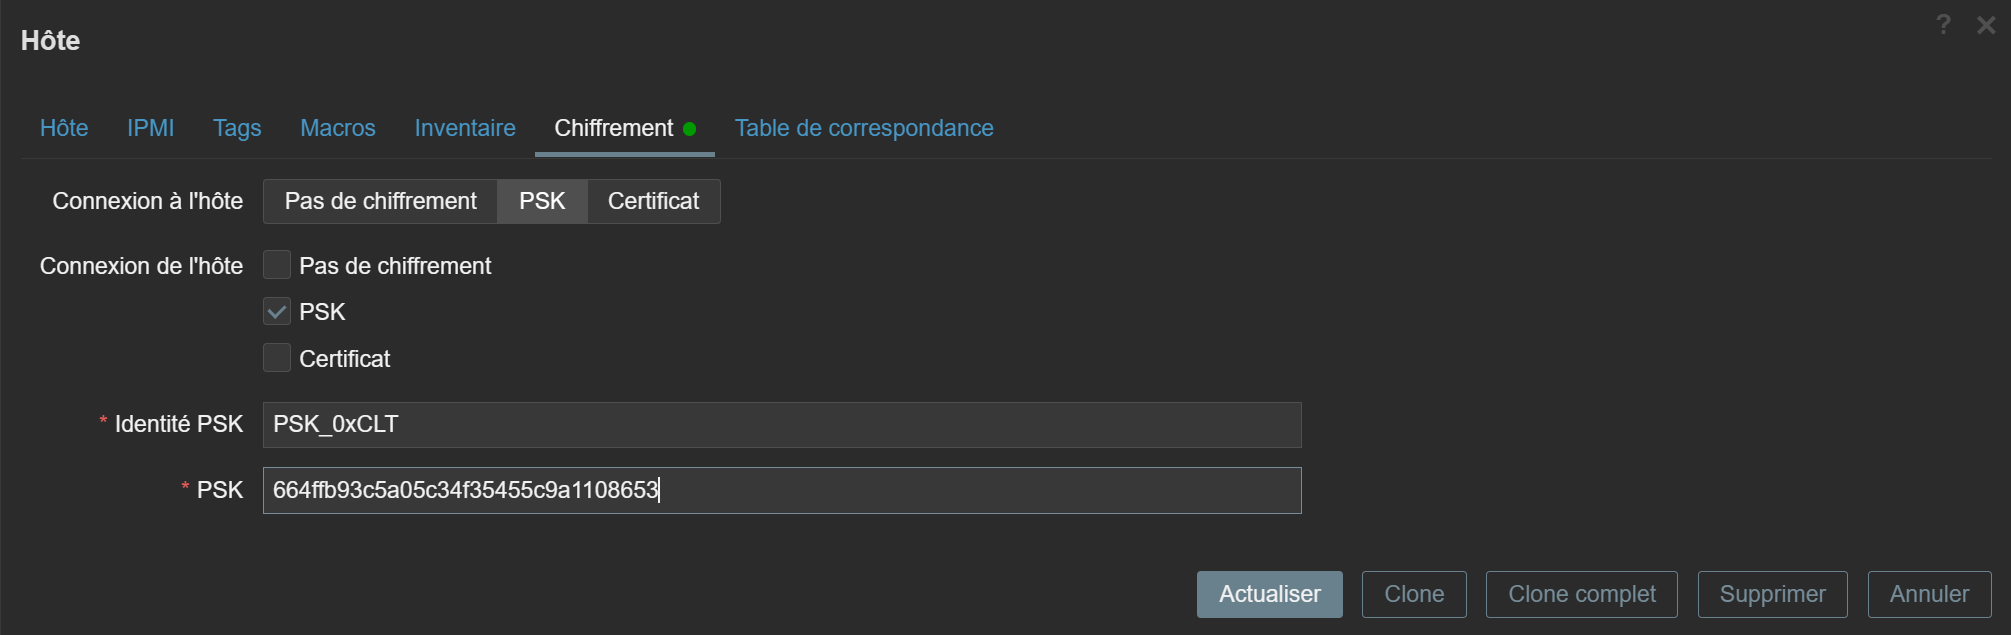 Hôte
? ×
Hôte IPMI Tags Macros Inventaire Chiffrement Table de correspondance
Connexion à l'hôte Pas de chiffrement PSK Certificat
Connexion de l'hôte Pas de chiffrement
PSK
Certificat
* Identité PSK PSK_0xCLT
* PSK 664ffb93c5a05c34f35455c9a1108653
Actualiser Clone Clone complet Supprimer Annuler